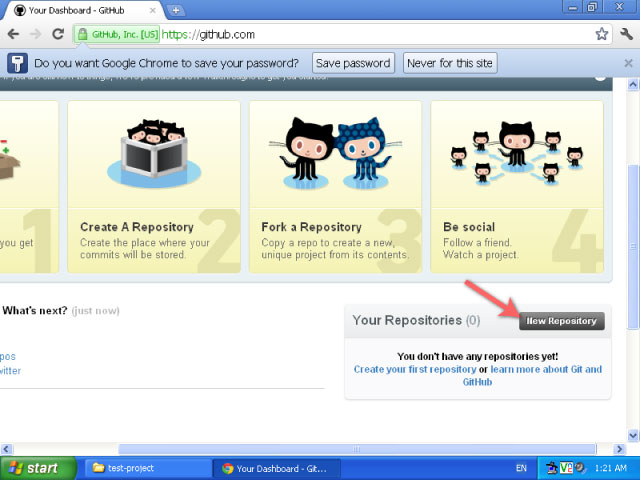 Your Dashboard - GitHub
GitHub, Inc. [US] https://github.com
Do you want Google Chrome to save your password? Save password Never for this site
1
Create A Repository
Create the place where your
commits will be stored.
2
Fork a Repository
Copy a repo to create a new,
unique project from its contents.
3
Be social
Follow a friend.
Watch a project.
4
you get
What's next? (just now)
pos
witter
Your Repositories (0) New Repository
You don't have any repositories yet!
Create your first repository or learn more about Git and
GitHub
start test-project Your Dashboard - Git... EN 1:21 AM